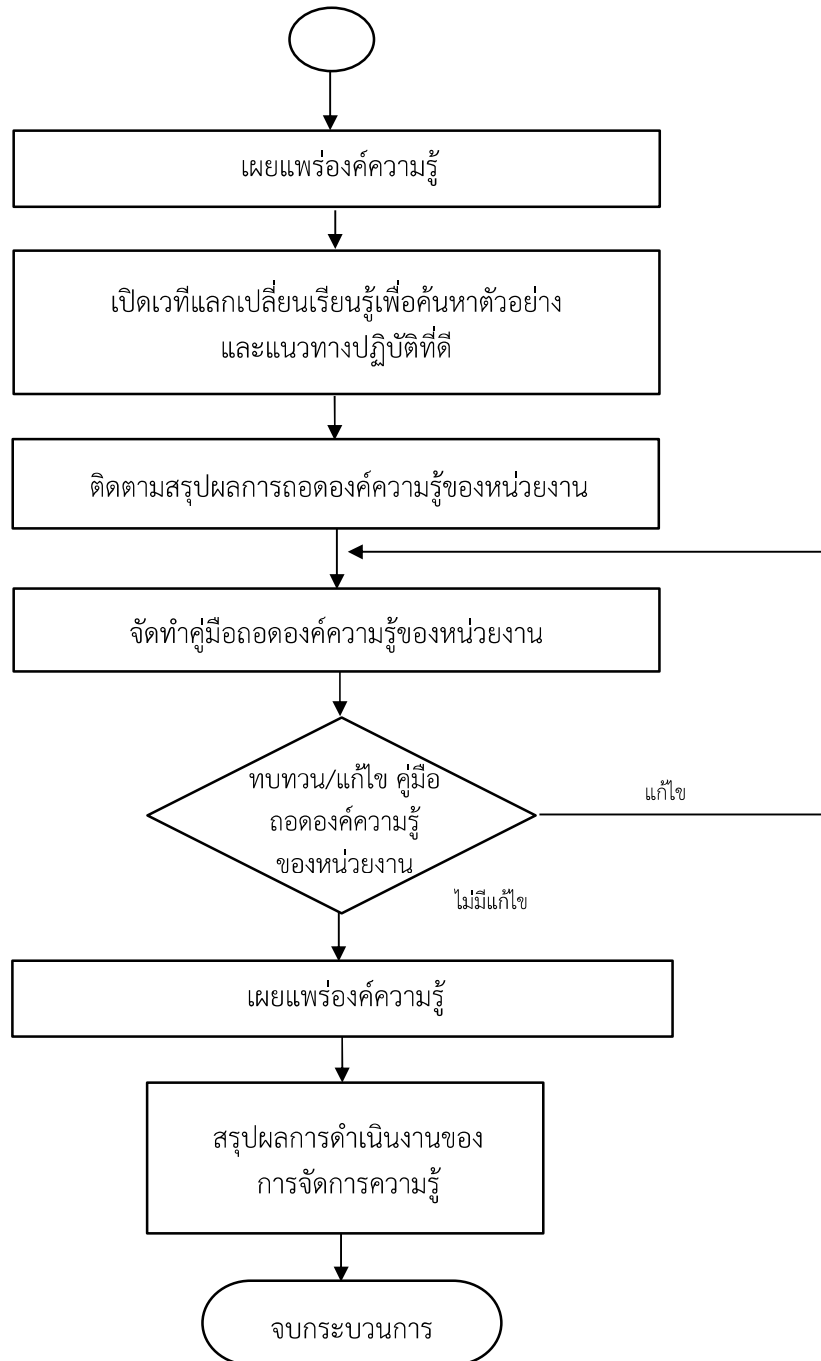 เผยแพร่องค์ความรู้
เปิดเวทีแลกเปลี่ยนเรียนรู้เพื่อค้นหาตัวอย่าง
และแนวทางปฏิบัติที่ดี
ติดตามสรุปผลการถอดองค์ความรู้ของหน่วยงาน
จัดทำคู่มือถอดองค์ความรู้ของหน่วยงาน
ทบทวน/แก้ไข คู่มือ
ถอดองค์ความรู้
ของหน่วยงาน
แก้ไข
ไม่มีแก้ไข
เผยแพร่องค์ความรู้
สรุปผลการดำเนินงานของ
การจัดการความรู้
จบกระบวนการ